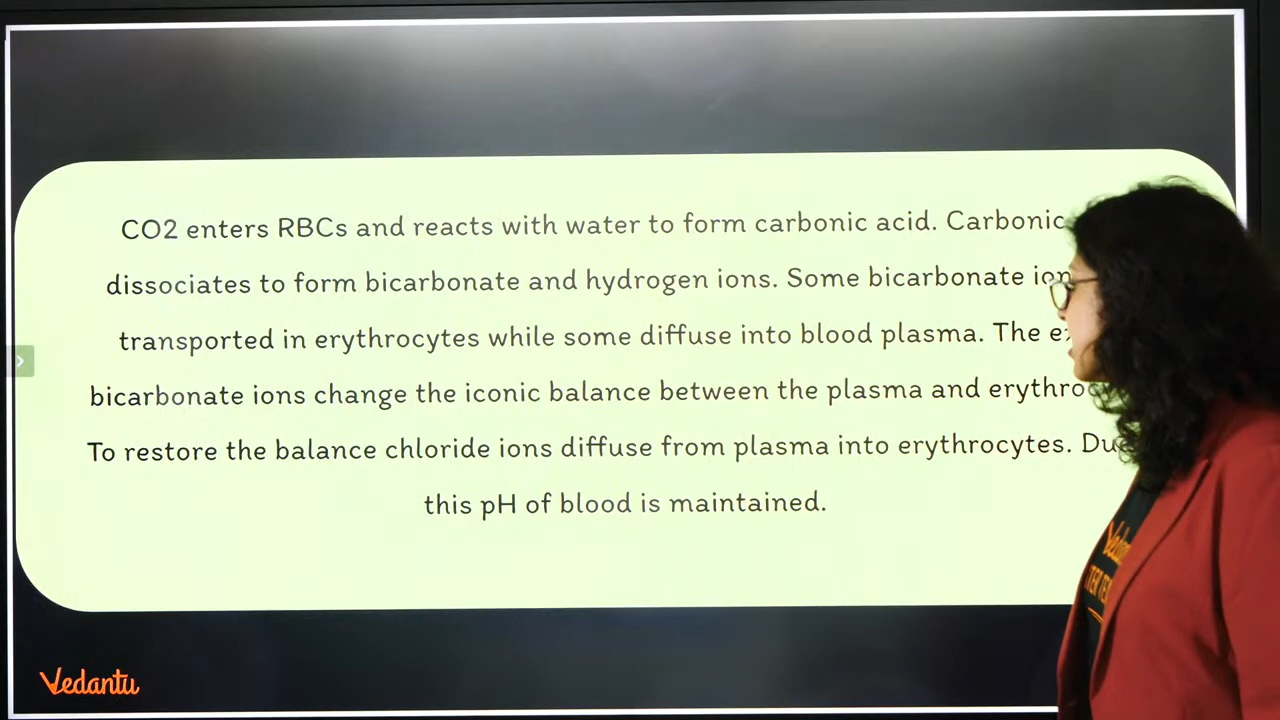 CO2 enters RBCs and reacts with water to form carbonic acid. Carbonic
dissociates to form bicarbonate and hydrogen ions. Some bicarbonate
transported in erythrocytes while some diffuse into blood plasma. The
bicarbonate ions change the iconic balance between the plasma and
To restore the balance chloride ions diffuse from plasma into erythrocytes.
this pH of blood is maintained.
Vedantu